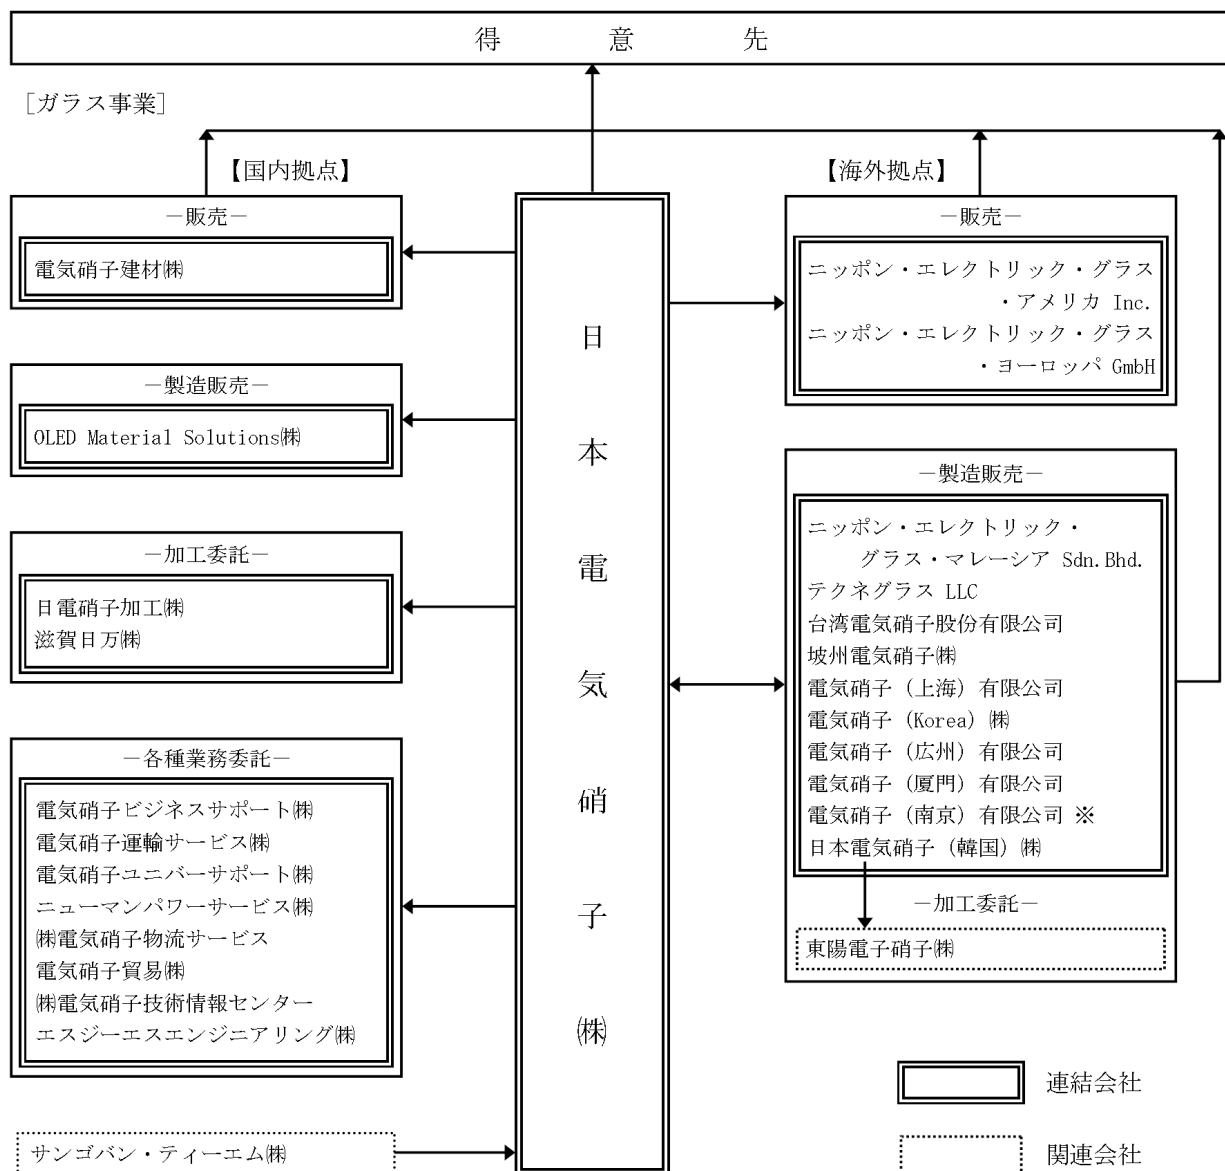 得意先
［ガラス事業］
【国内拠点】
－販売－
電気硝子建材㈱
－製造販売－
OLED Material Solutions㈱
－加工委託－
日電硝子加工㈱
滋賀日万㈱
－各種業務委託－
電気硝子ビジネスサポート㈱
電気硝子運輸サービス㈱
電気硝子ユニバーサポート㈱
ニューマンパワーサービス㈱
㈱電気硝子物流サービス
電気硝子貿易㈱
㈱電気硝子技術情報センター
エスジーエスエンジニアリング㈱
サンゴバン・ティーエム㈱
日本電気硝子㈱
【海外拠点】
－販売－
ニッポン・エレクトリック・グラス
・アメリカ Inc.
ニッポン・エレクトリック・グラス
・ヨーロッパ GmbH
－製造販売－
ニッポン・エレクトリック・
グラス・マレーシア Sdn.Bhd.
テクネグラス LLC
台湾電気硝子股份有限公司
坡州電気硝子㈱
電気硝子（上海）有限公司
電気硝子（Korea）㈱
電気硝子（広州）有限公司
電気硝子（厦門）有限公司
電気硝子（南京）有限公司 ※
日本電気硝子（韓国）㈱
－加工委託－
東陽電子硝子㈱
連結会社
関連会社